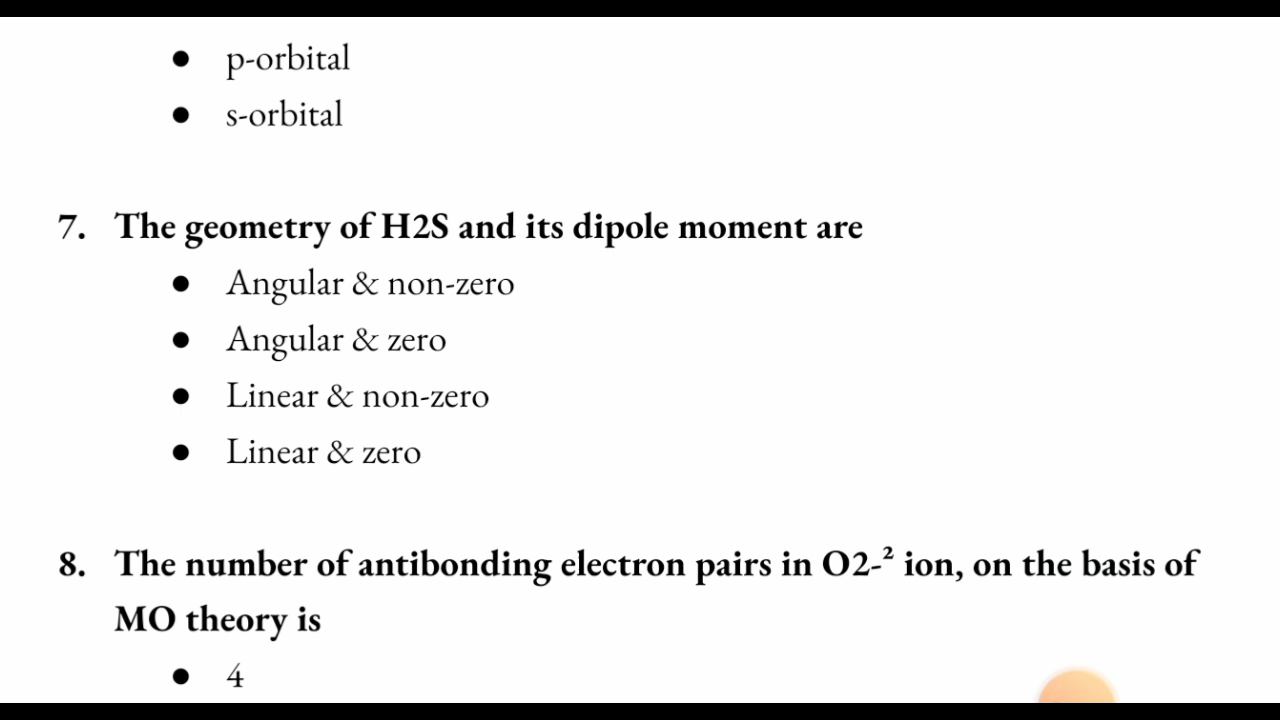 ● p-orbital
● s-orbital
7. The geometry of H2S and its dipole moment are
● Angular & non-zero
● Angular & zero
● Linear & non-zero
● Linear & zero
8. The number of antibonding electron pairs in O2-² ion, on the basis of
MO theory is
● 4